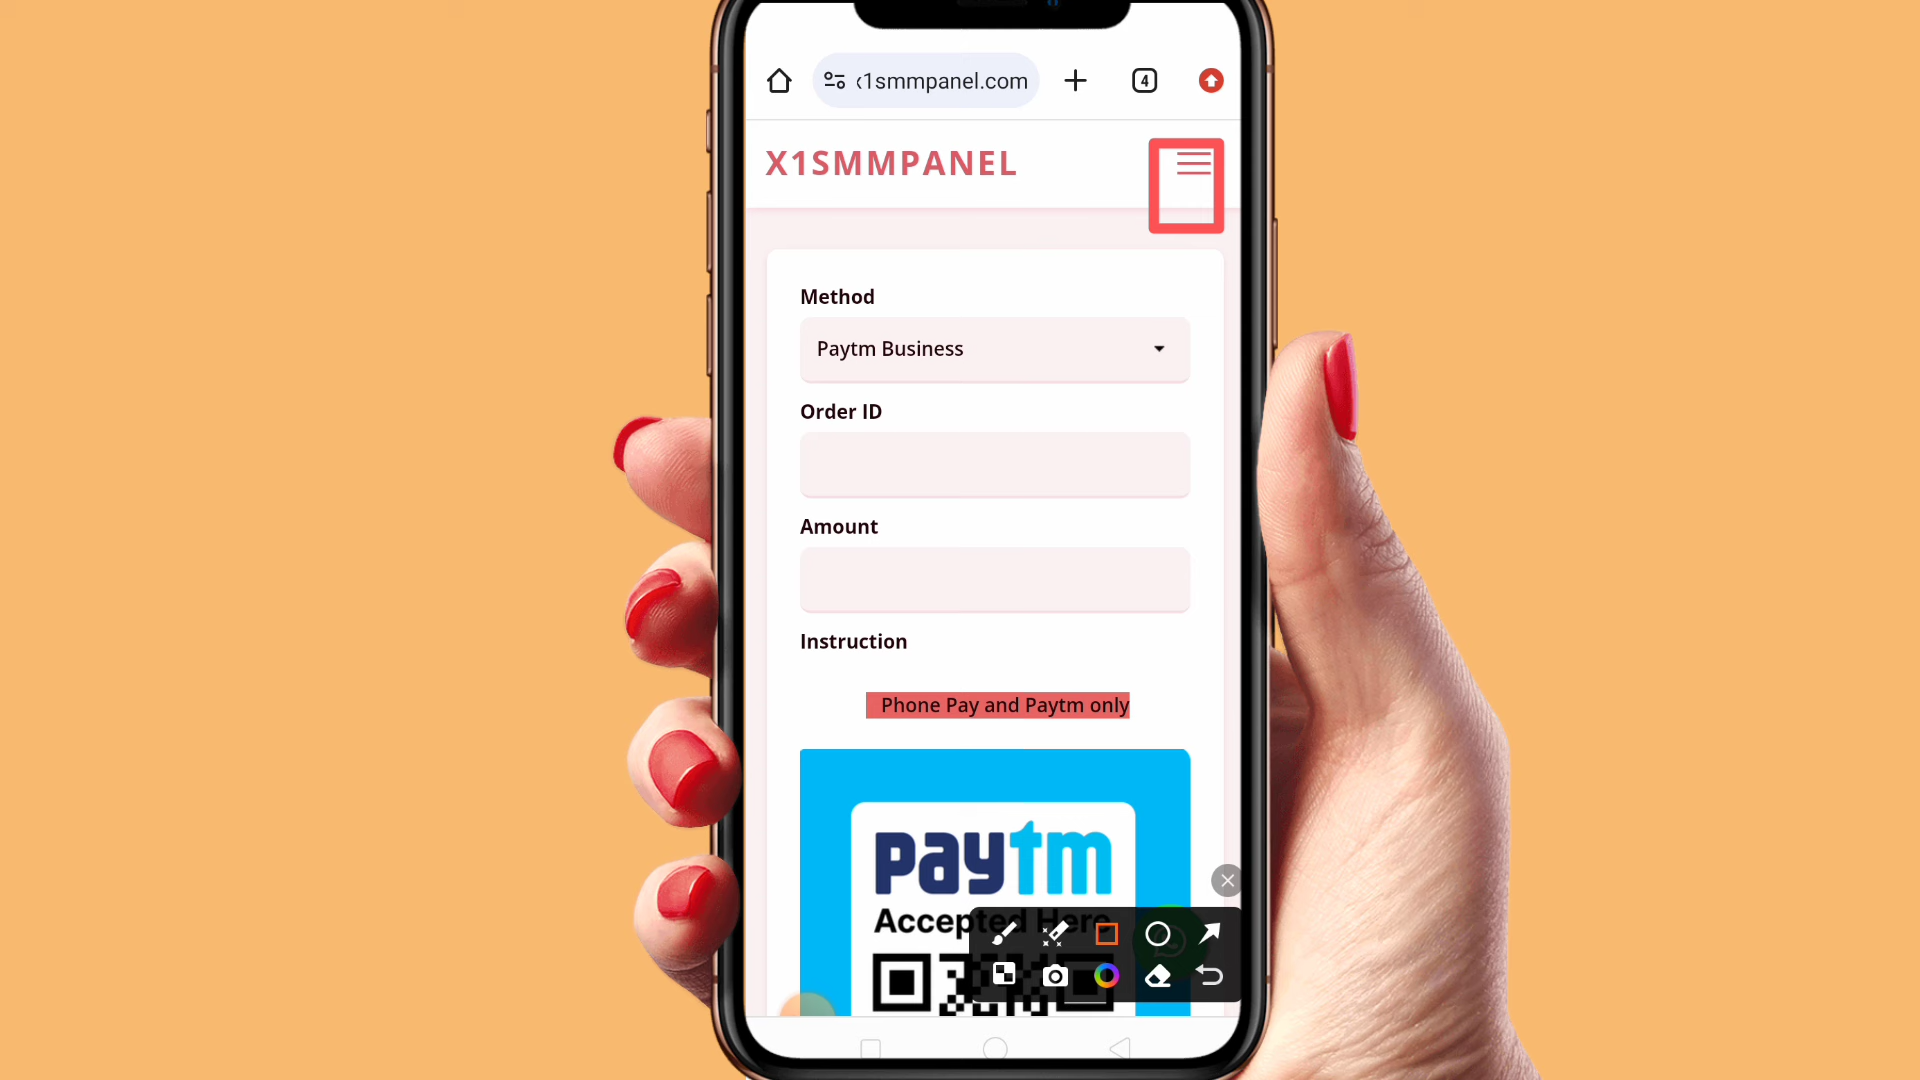 x1smmpanel.com
4
X1SMMPANEL
Method
Paytm Business
Order ID
Amount
Instruction
Phone Pay and Paytm only
paytm
Accepted Here